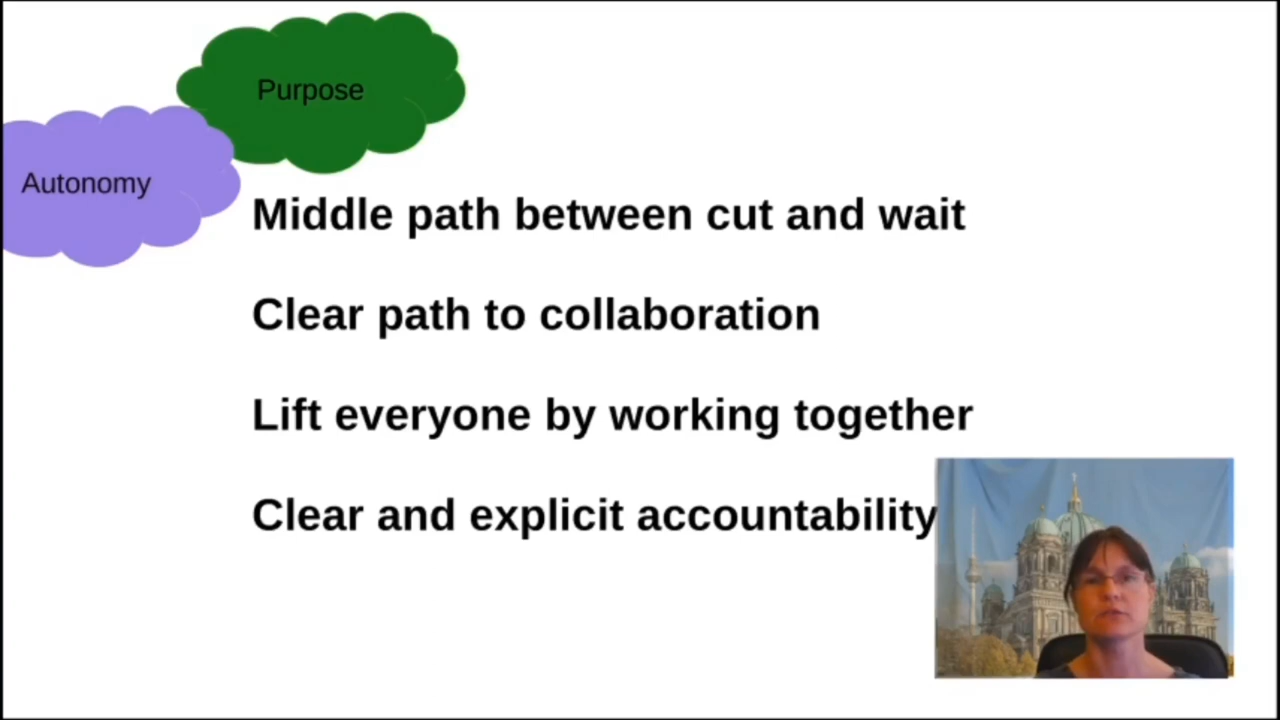 Purpose
Autonomy
Middle path between cut and wait
Clear path to collaboration
Lift everyone by working together
Clear and explicit accountability